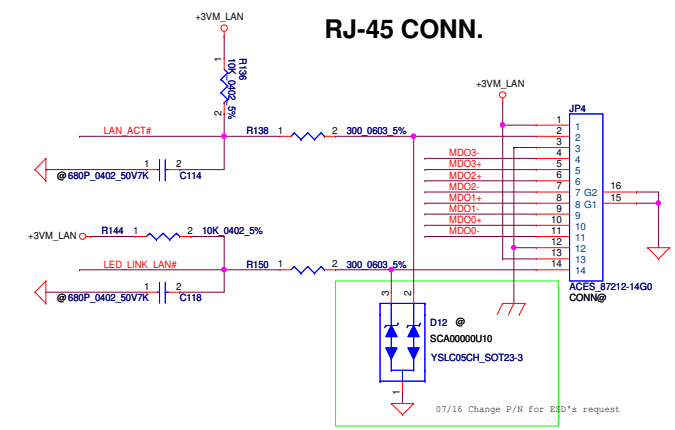 RJ-45 CONN.
+3VM_LAN
1
R136
10K_0402_5%
2
+3VM_LAN
JP4
LAN_ACT#
R138 1 2 300_0603_5%
@ 680P_0402_50V7K
1 2
C114
1 1
2 2
3 3
MDO3- 4 4
MDO3+ 5 5
MDO2+ 6 6
MDO2- 7 7 G2 16
MDO1+ 8 8 G1 15
MDO1- 9 9
MDO0+ 10 10
MDO0- 11 11
12 12
13 13
14 14
+3VM_LAN R144 1 2 10K_0402_5%
LED_LINK_LAN#
R150 1 2 300_0603_5%
@ 680P_0402_50V7K
1 2
C118
ACES_87212-14G0
CONN@
3 2
D12 @
SCA00000U10
YSLC05CH_SOT23-3
1
07/16 Change P/N for ESD's request